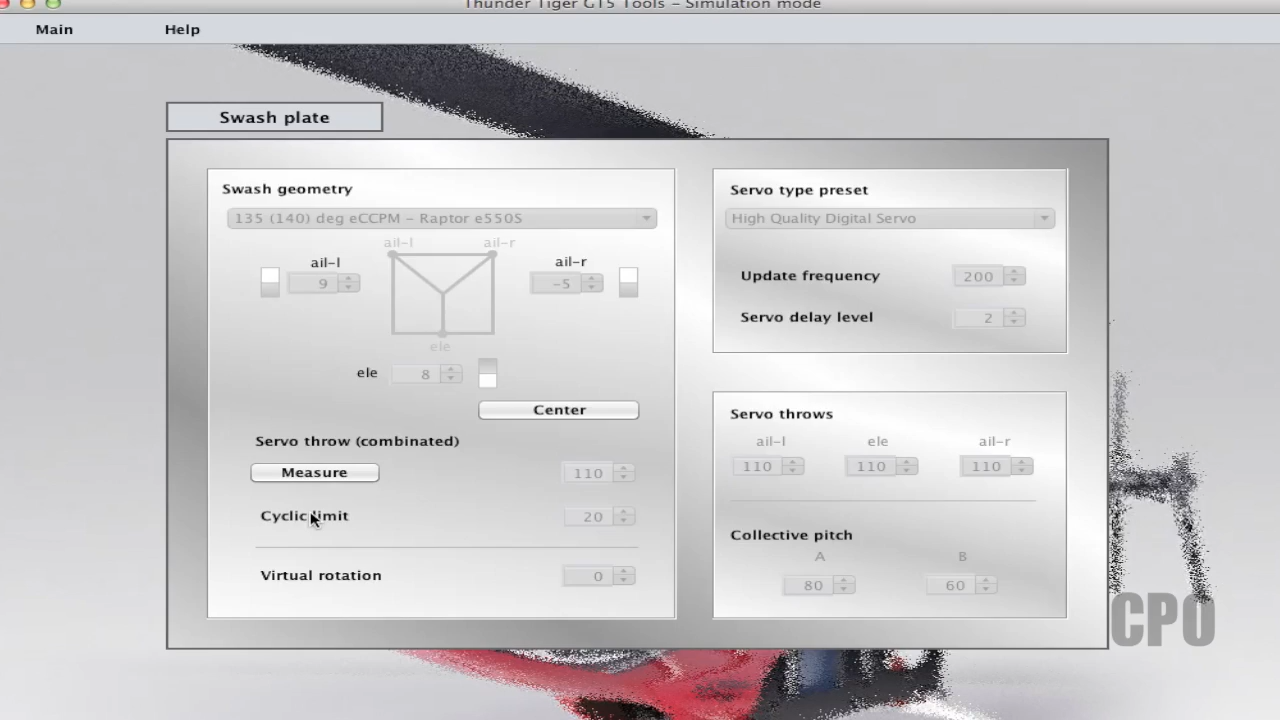 Thunder Tiger GT5 Tools – Simulation mode
Main Help
Swash plate
Swash geometry
135 (140) deg eCCPM – Raptor e550S
ail-l ail-r
ail-l ail-r
9 -5
ele
ele 8
Center
Servo throw (combinated)
Measure 110
Cyclic limit 20
Virtual rotation 0
Servo type preset
High Quality Digital Servo
Update frequency 200
Servo delay level 2
Servo throws
ail-l ele ail-r
110 110 110
Collective pitch
A B
80 60
CPO